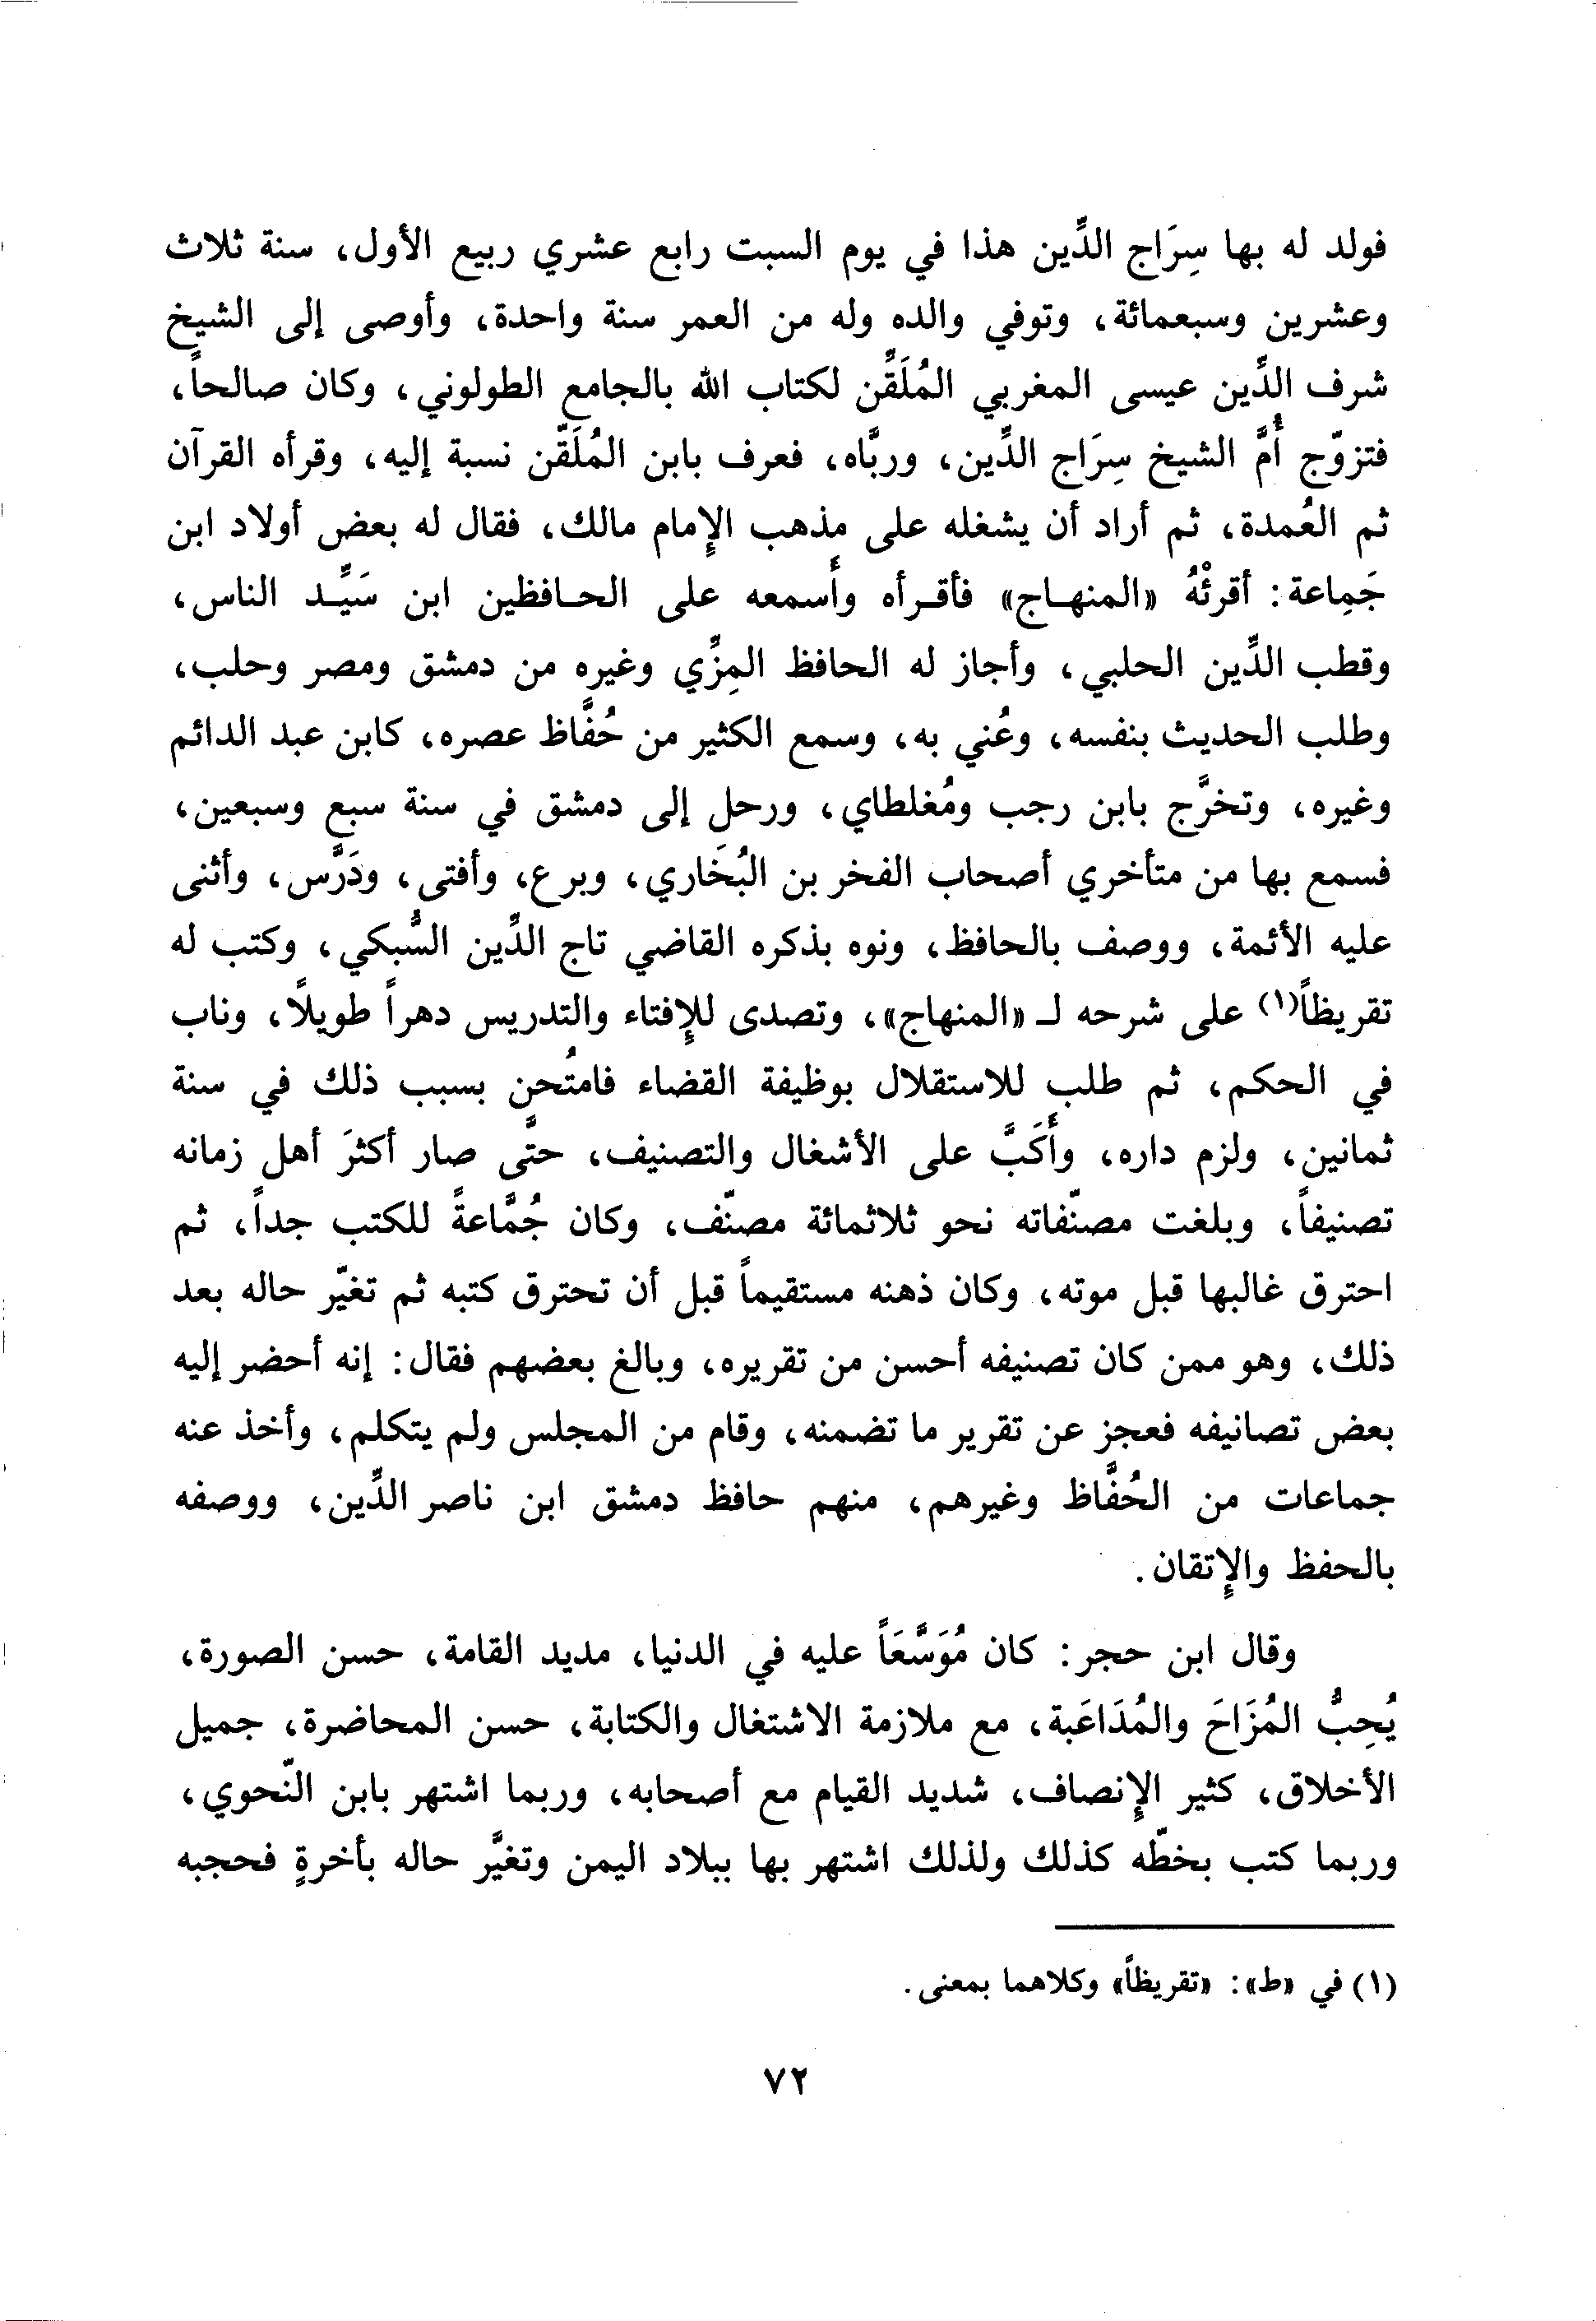 فولد له بها سِرَاج الدِّين هذا في يوم السبت رابع عشري ربيع الأول، سنة ثلاث
وعشرين وسبعمائة، وتوفي والده وله من العمر سنة واحدة، وأوصى إلى الشيخ
شرف الدِّين عيسى المغربي المُلَقِّن لكتاب الله بالجامع الطولوني، وكان صالحاً،
فتزوّج أُمَّ الشيخ سِرَاج الدِّين، وربَّاه، فعرف بابن المُلَقّن نسبة إليه، وقرأه القرآن
ثم العُمدة، ثم أراد أن يشغله على مذهب الإمام مالك، فقال له بعض أولاد ابن
جَمِاعة: أقرئْهُ «المنهاج» فأقرأه وأسمعه على الحافظين ابن سَيِّد الناس،
وقطب الدِّين الحلبي، وأجاز له الحافظ المِزِّي وغيره من دمشق ومصر وحلب،
وطلب الحديث بنفسه، وعُني به، وسمع الكثير من حُفَّاظ عصره، كابن عبد الدائم
وغيره، وتخرَّج بابن رجب ومُغلطاي، ورحل إلى دمشق في سنة سبع وسبعين،
فسمع بها من متأخري أصحاب الفخر بن البُخَاري، وبرع، وأفتى، ودَرَّس، وأثنى
عليه الأئمة، ووصف بالحافظ، ونوه بذكره القاضي تاج الدِّين السُّبكي، وكتب له
تقريظاً(١) على شرحه لـ «المنهاج»، وتصدى للإفتاء والتدريس دهراً طويلاً، وناب
في الحكم، ثم طلب للاستقلال بوظيفة القضاء فامتُحن بسبب ذلك في سنة
ثمانين، ولزم داره، وأَكَبَّ على الأشغال والتصنيف، حتَّى صار أكثرَ أهل زمانه
تصنيفاً، وبلغت مصنّفاته نحو ثلاثمائة مصنّف، وكان جُمَّاعةً للكتب جداً، ثم
احترق غالبها قبل موته، وكان ذهنه مستقيماً قبل أن تحترق كتبه ثم تغيّر حاله بعد
ذلك، وهو ممن كان تصنيفه أحسن من تقريره، وبالغ بعضهم فقال: إنه أحضر إليه
بعض تصانيفه فعجز عن تقرير ما تضمنه، وقام من المجلس ولم يتكلم، وأخذ عنه
جماعات من الحُفَّاظ وغيرهم، منهم حافظ دمشق ابن ناصر الدِّين، ووصفه
بالحفظ والإتقان.
وقال ابن حجر: كان مُوَسَّعَاً عليه في الدنيا، مديد القامة، حسن الصورة،
يُحِبُّ المُزَاحَ والمُدَاعَبة، مع ملازمة الاشتغال والكتابة، حسن المحاضرة، جميل
الأخلاق، كثير الإنصاف، شديد القيام مع أصحابه، وربما اشتهر بابن النّحوي،
وربما كتب بخطّه كذلك ولذلك اشتهر بها ببلاد اليمن وتغيَّر حاله بأخرةٍ فحجبه
(١) في «ط»: «تقريظاً» وكلاهما بمعنى.
٧٢